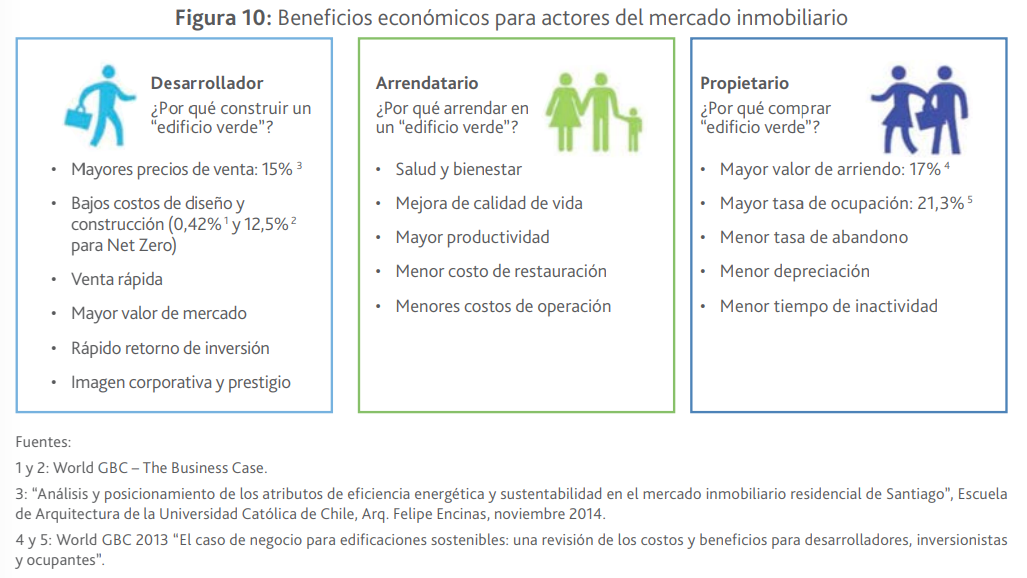 Figura 10: Beneficios económicos para actores del mercado inmobiliario
Desarrollador
¿Por qué construir un
“edificio verde”?
• Mayores precios de venta: 15% 3
• Bajos costos de diseño y
construcción (0,42% 1 y 12,5% 2
para Net Zero)
• Venta rápida
• Mayor valor de mercado
• Rápido retorno de inversión
• Imagen corporativa y prestigio
Arrendatario
¿Por qué arrendar en
un “edificio verde”?
• Salud y bienestar
• Mejora de calidad de vida
• Mayor productividad
• Menor costo de restauración
• Menores costos de operación
Propietario
¿Por qué comprar
“edificio verde”?
• Mayor valor de arriendo: 17% 4
• Mayor tasa de ocupación: 21,3% 5
• Menor tasa de abandono
• Menor depreciación
• Menor tiempo de inactividad
Fuentes:
1 y 2: World GBC – The Business Case.
3: “Análisis y posicionamiento de los atributos de eficiencia energética y sustentabilidad en el mercado inmobiliario residencial de Santiago", Escuela
de Arquitectura de la Universidad Católica de Chile, Arq. Felipe Encinas, noviembre 2014.
4 y 5: World GBC 2013 “El caso de negocio para edificaciones sostenibles: una revisión de los costos y beneficios para desarrolladores, inversionistas
y ocupantes”.